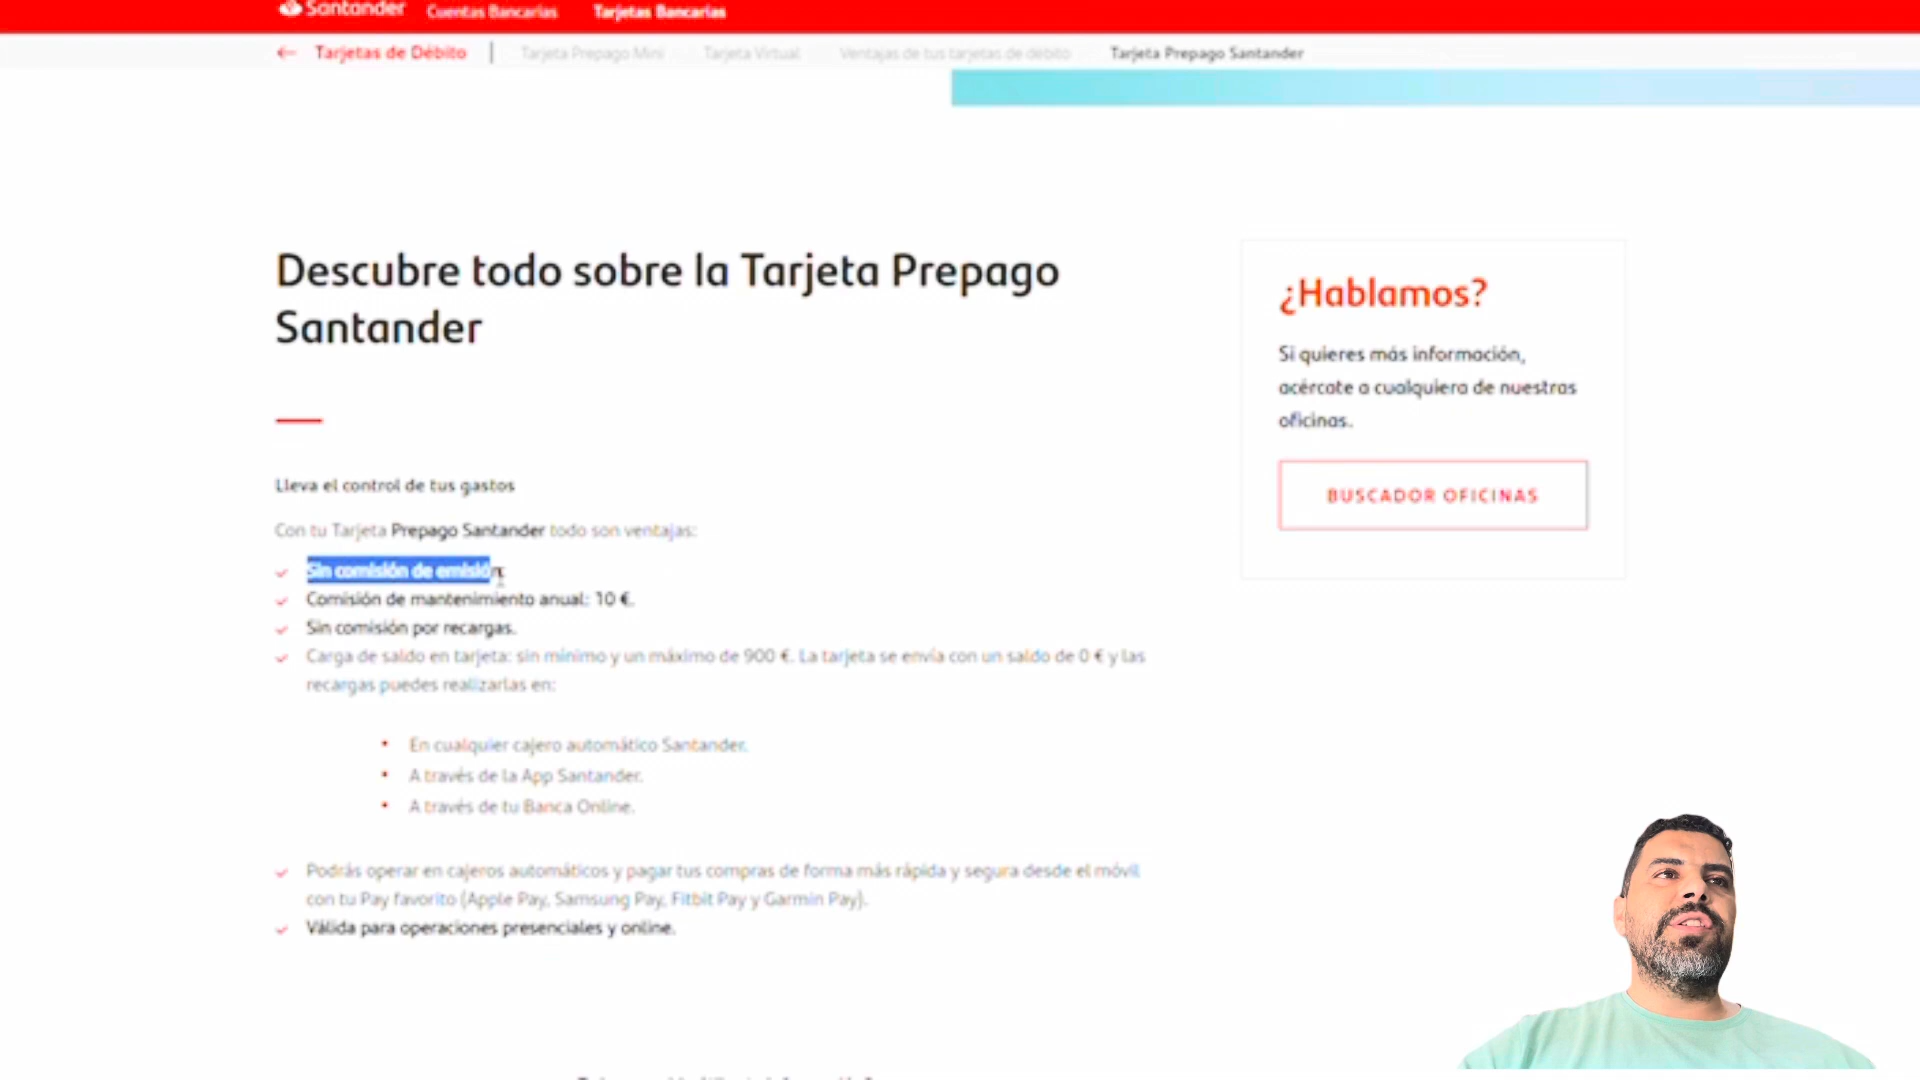 Santander Cuentas Bancarias Tarjetas Bancarias
Tarjetas de Débito | Tarjeta Prepago Mini Tarjeta Virtual Ventajas de tus tarjetas de débito Tarjeta Prepago Santander
Descubre todo sobre la Tarjeta Prepago
Santander
Lleva el control de tus gastos
Con tu Tarjeta Prepago Santander todo son ventajas:
Sin comisión de emisión.
Comisión de mantenimiento anual: 10 €.
Sin comisión por recargas.
Carga de saldo en tarjeta: sin mínimo y un máximo de 900 €. La tarjeta se envía con un saldo de 0 € y las
recargas puedes realizarlas en:
En cualquier cajero automático Santander.
A través de la App Santander.
A través de tu Banca Online.
Podrás operar en cajeros automáticos y pagar tus compras de forma más rápida y segura desde el móvil
con tu Pay favorito (Apple Pay, Samsung Pay, Fitbit Pay y Garmin Pay).
Válida para operaciones presenciales y online.
¿Hablamos?
Si quieres más información,
acércate a cualquiera de nuestras
oficinas.
BUSCADOR OFICINAS